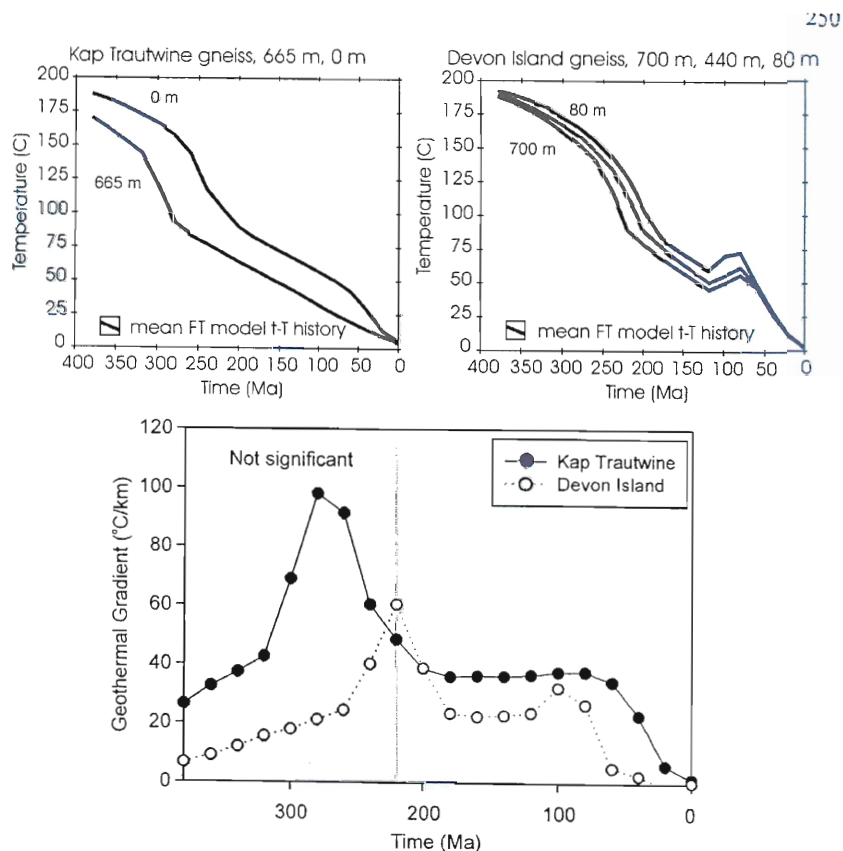 250
Kap Trautwine gneiss, 665 m, 0 m
200
175
150
125
100
75
50
25
0
Temperature (C)
0 m
665 m
mean FT model t-T history
400 350 300 250 200 150 100 50 0
Time (Ma)
Devon Island gneiss, 700 m, 440 m, 80 m
200
175
150
125
100
75
50
25
0
Temperature (C)
80 m
700 m
mean FT model t-T history
400 350 300 250 200 150 100 50 0
Time (Ma)
120
100
80
60
40
20
0
Geothermal Gradient (°C/km)
Not significant
Kap Trautwine
Devon Island
300 200 100 0
Time (Ma)